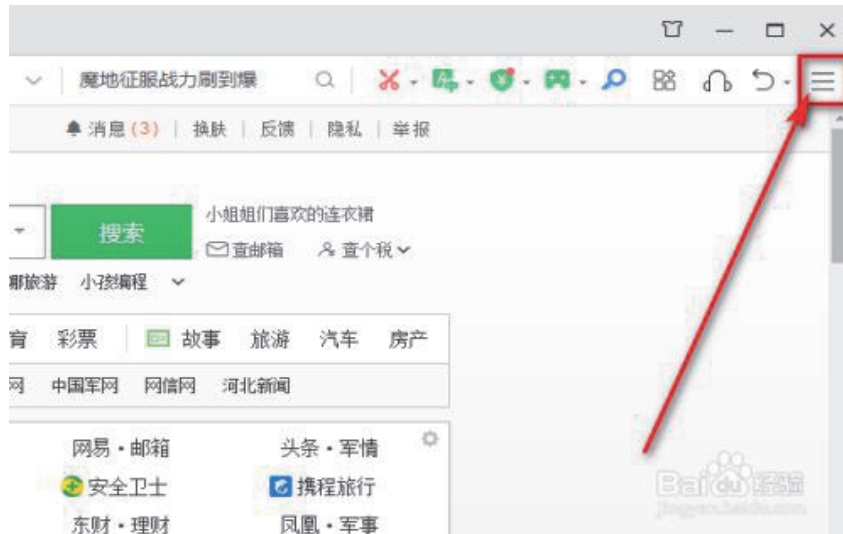 魔地征服战力刷到爆
消息(3) | 换肤 | 反馈 | 隐私 | 举报
小姐姐们喜欢的连衣裙
搜索
查邮箱 查个税
旅游 小孩编程
育 彩票 故事 旅游 汽车 房产
网 中国军网 网信网 河北新闻
网易·邮箱 头条·军情
安全卫士 携程旅行
东财·理财 凤凰·军事
Baidu 经验
jingyan.baidu.com